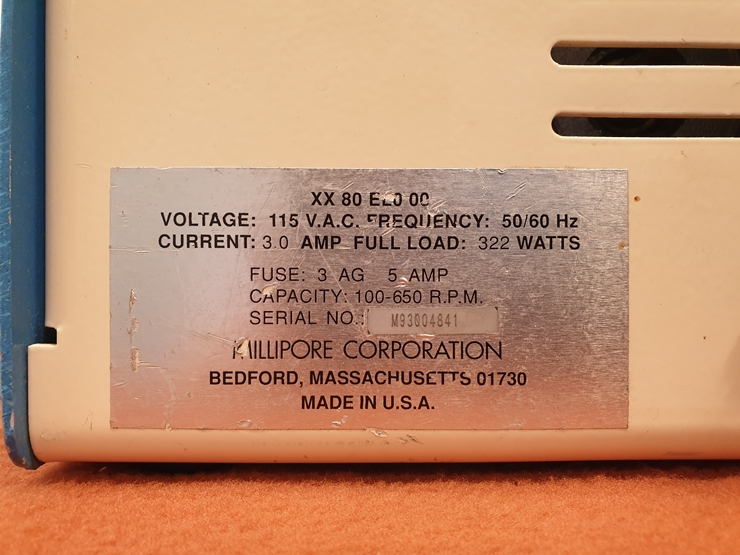 XX 80 EL0 00
VOLTAGE: 115 V.A.C. FREQUENCY: 50/60 Hz
CURRENT: 3.0 AMP FULL LOAD: 322 WATTS
FUSE: 3 AG 5 AMP
CAPACITY: 100-650 R.P.M.
SERIAL NO.: M93004841
MILLIPORE CORPORATION
BEDFORD, MASSACHUSETTS 01730
MADE IN U.S.A.